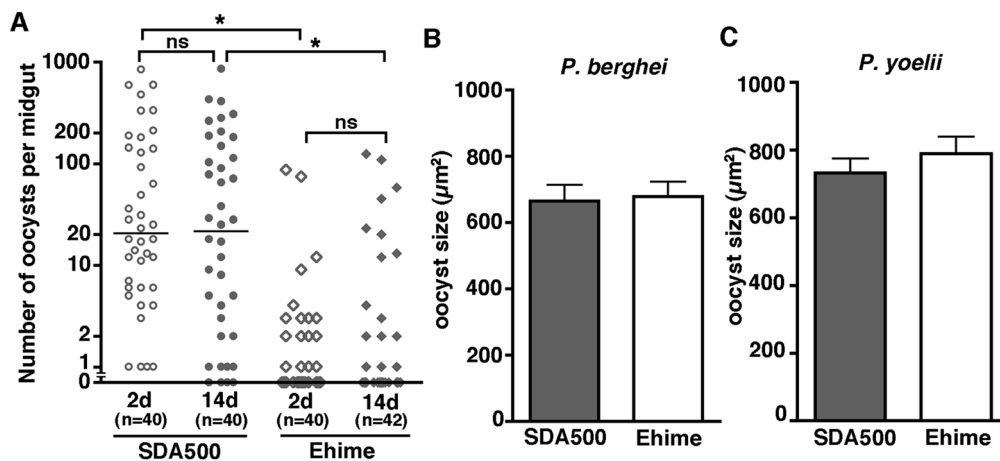 A
*
ns
*
ns
Number of oocysts per midgut
1000
200
100
20
10
2
1
0
2d
14d
2d
14d
(n=40)
(n=40)
(n=40)
(n=42)
SDA500
Ehime
B
P. berghei
oocyst size (µm²)
1000
800
600
400
200
0
SDA500
Ehime
C
P. yoelii
oocyst size (µm²)
1000
800
600
400
200
0
SDA500
Ehime